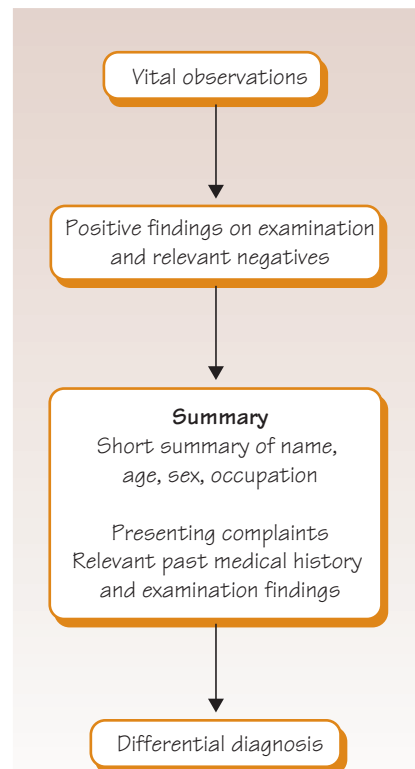 Vital observations
Positive findings on examination
and relevant negatives
Summary
Short summary of name,
age, sex, occupation
Presenting complaints
Relevant past medical history
and examination findings
Differential diagnosis